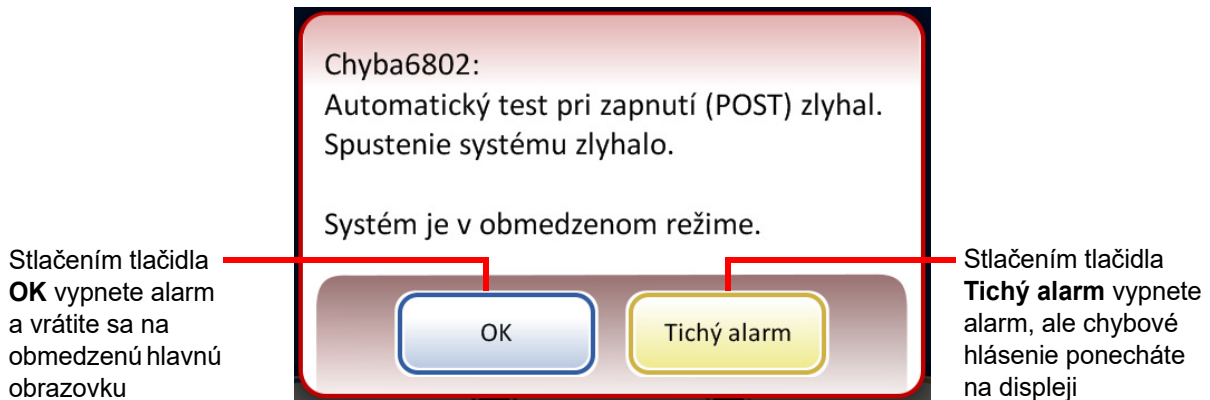 Chyba6802:
Automatický test pri zapnutí (POST) zlyhal.
Spustenie systému zlyhalo.
Systém je v obmedzenom režime.
OK
Tichý alarm
Stlačením tlačidla
OK vypnete alarm
a vrátite sa na
obmedzenú hlavnú
obrazovku
Stlačením tlačidla
Tichý alarm vypnete
alarm, ale chybové
hlásenie ponecháte
na displeji